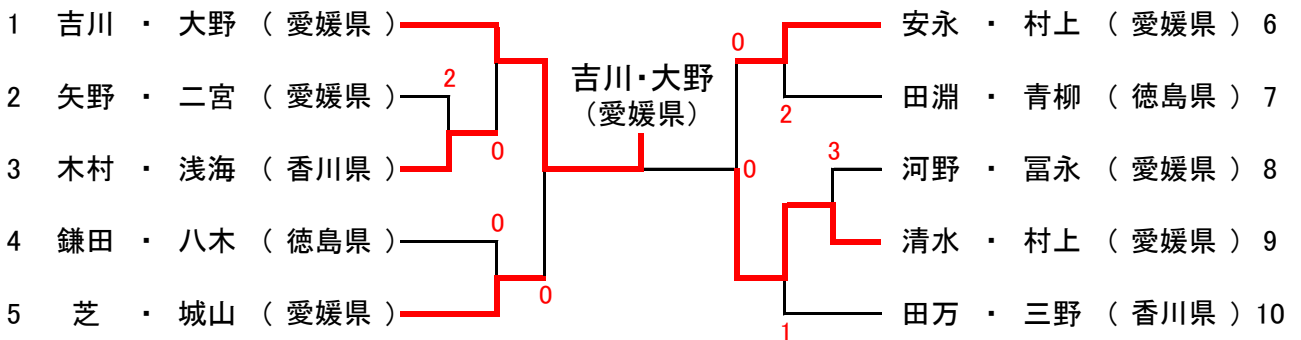 1 吉川 ・ 大野 ( 愛媛県 )
2 矢野 ・ 二宮 ( 愛媛県 )
3 木村 ・ 浅海 ( 香川県 )
4 鎌田 ・ 八木 ( 徳島県 )
5 芝 ・ 城山 ( 愛媛県 )
2
0
0
0
吉川・大野
(愛媛県)
0
2
0
3
1
安永 ・ 村上 ( 愛媛県 ) 6
田淵 ・ 青柳 ( 徳島県 ) 7
河野 ・ 冨永 ( 愛媛県 ) 8
清水 ・ 村上 ( 愛媛県 ) 9
田万 ・ 三野 ( 香川県 ) 10